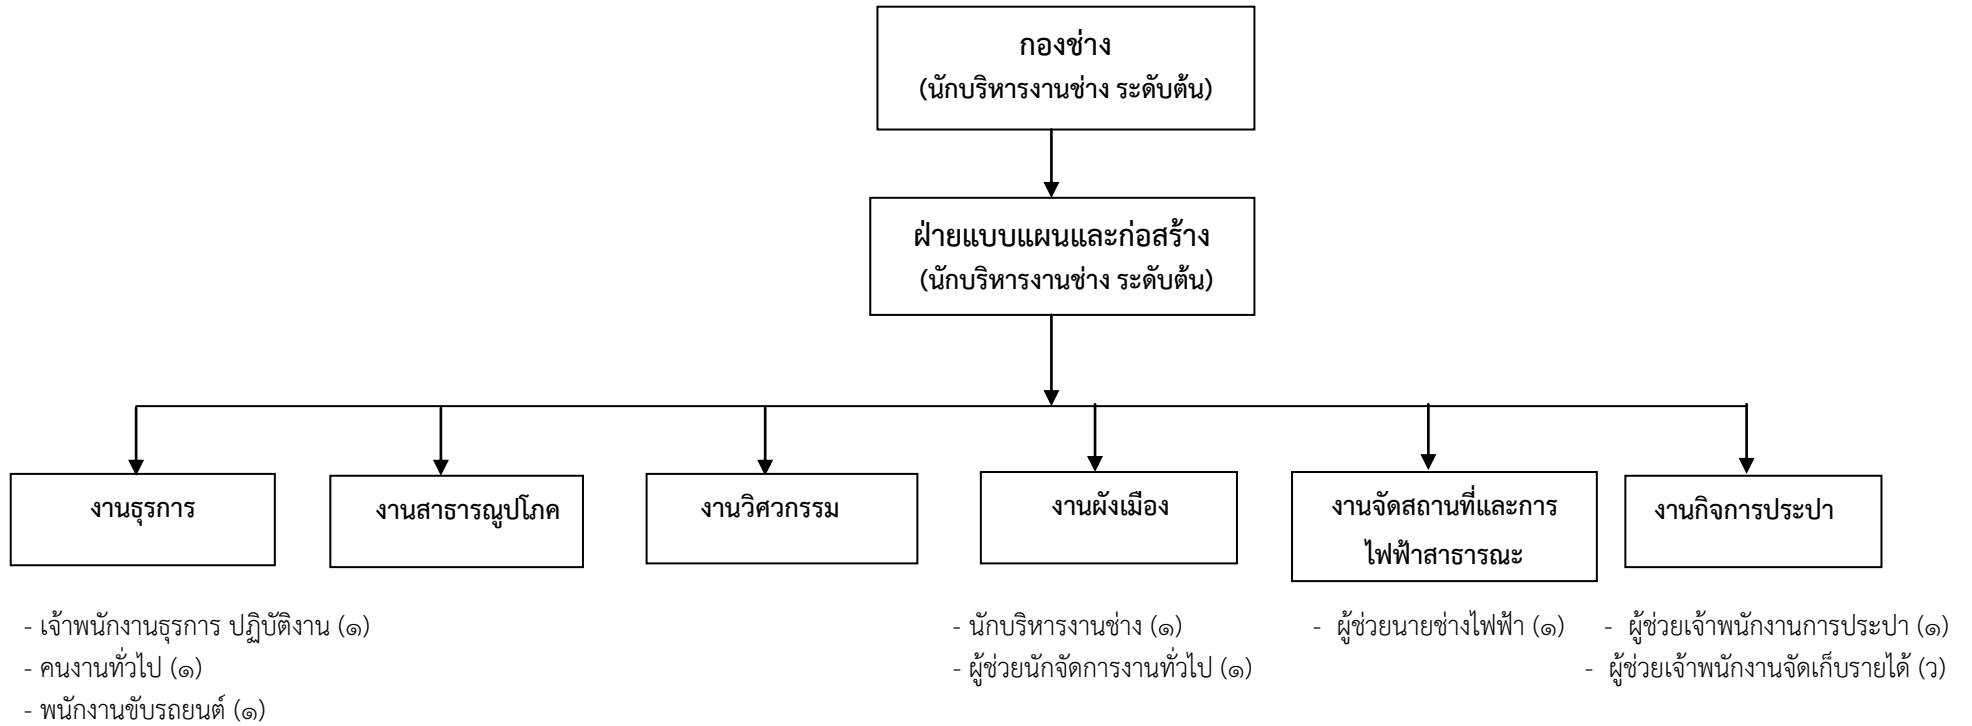 กองช่าง
(นักบริหารงานช่าง ระดับต้น)
ฝ่ายแบบแผนและก่อสร้าง
(นักบริหารงานช่าง ระดับต้น)
งานธุรการ
งานสาธารณูปโภค
งานวิศวกรรม
งานผังเมือง
งานจัดสถานที่และการ
ไฟฟ้าสาธารณะ
งานกิจการประปา
- เจ้าพนักงานธุรการ ปฏิบัติงาน (๑)
- คนงานทั่วไป (๑)
- พนักงานขับรถยนต์ (๑)
- นักบริหารงานช่าง (๑)
- ผู้ช่วยนักจัดการงานทั่วไป (๑)
- ผู้ช่วยนายช่างไฟฟ้า (๑)
- ผู้ช่วยเจ้าพนักงานการประปา (๑)
- ผู้ช่วยเจ้าพนักงานจัดเก็บรายได้ (ว)